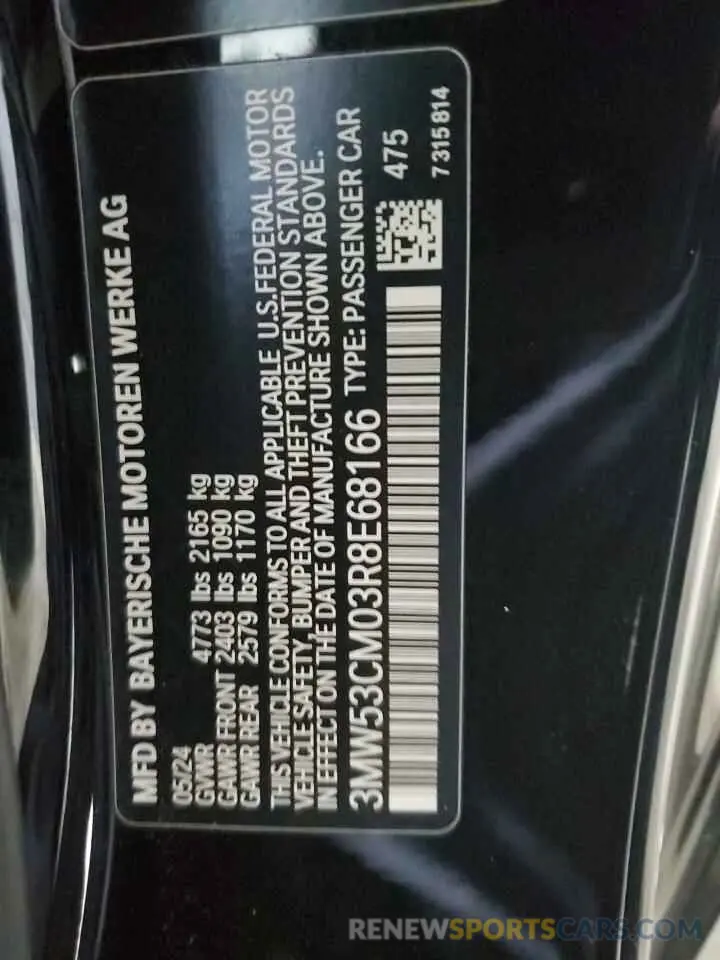 MFD BY BAYERISCHE MOTOREN WERKE AG
05/24
GVWR 4773 lbs 2165 kg
GAWR FRONT 2403 lbs 1090 kg
GAWR REAR 2579 lbs 1170 kg
THIS VEHICLE CONFORMS TO ALL APPLICABLE U.S.FEDERAL MOTOR
VEHICLE SAFETY, BUMPER AND THEFT PREVENTION STANDARDS
IN EFFECT ON THE DATE OF MANUFACTURE SHOWN ABOVE.
3MW53CM03R8E68166 TYPE: PASSENGER CAR
475
7315814
RENEWSPORTSCARS.COM